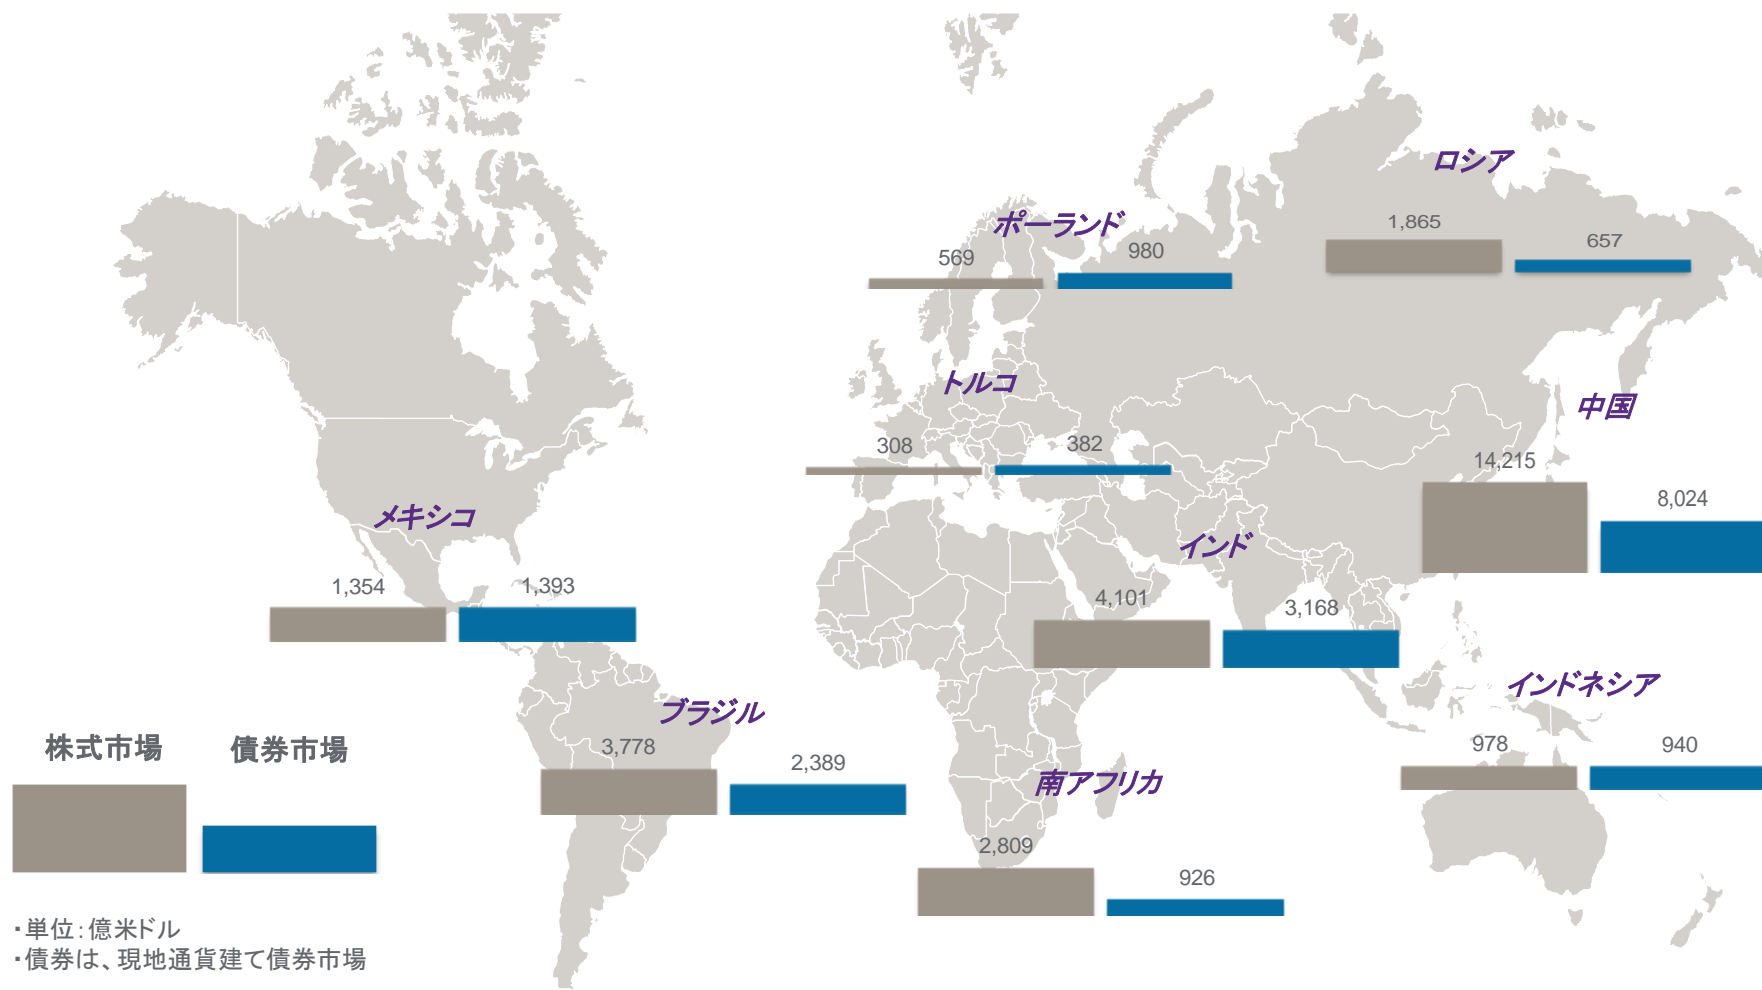 ロシア
1,865
657
ポーランド
569
980
トルコ
308
382
中国
14,215
8,024
メキシコ
1,354
1,393
インド
4,101
3,168
インドネシア
978
940
ブラジル
3,778
2,389
南アフリカ
2,809
926
株式市場
債券市場
・単位：億米ドル
・債券は、現地通貨建て債券市場